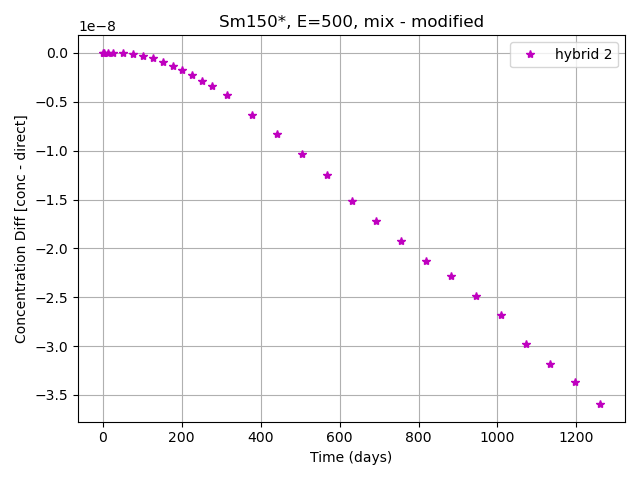 Sm150*, E=500, mix - modified
1e−8
hybrid 2
0.0
−0.5
−1.0
−1.5
−2.0
−2.5
−3.0
−3.5
Concentration Diff [conc - direct]
0 200 400 600 800 1000 1200
Time (days)